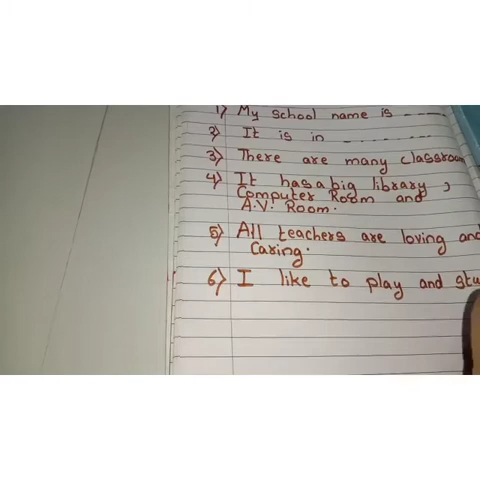 1) My school name is ----
2) It is in --------
3) There are many classroom
4) It has a big library,
Computer Room and
A.V. Room.
5) All teachers are loving and
Caring.
6) I like to play and stu